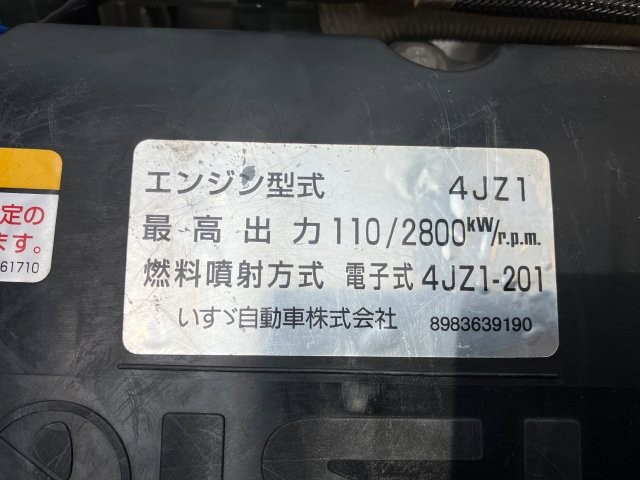 エンジン型式 4JZ1
最高出力 110/2800kW/r.p.m.
燃料噴射方式 電子式 4JZ1-201
いすゞ自動車株式会社 8983639190
定の
ます。
61710